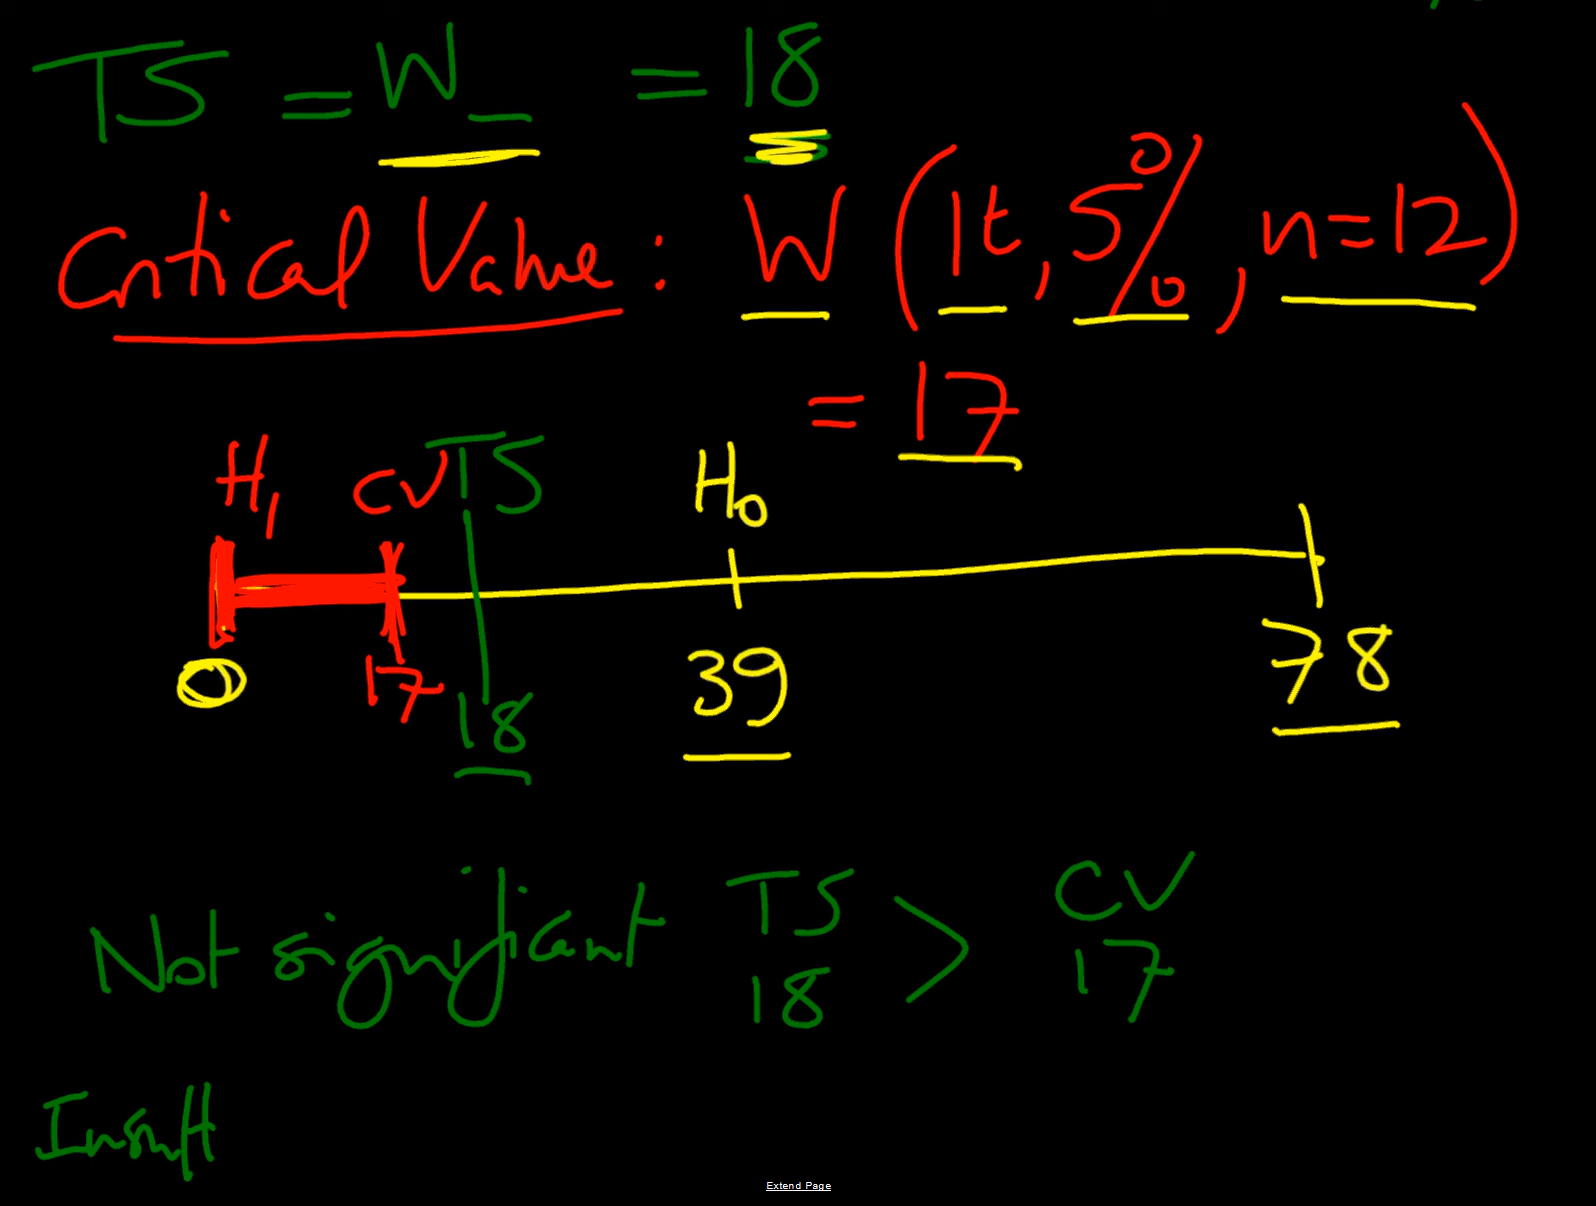 TS = W_ = 18
Critical Value: W (1t, 5%, n=12)
= 17
H₁ CV TS H₀
0 17 18 39 78
Not significant TS > CV
18 17
Insuff
Extend Page